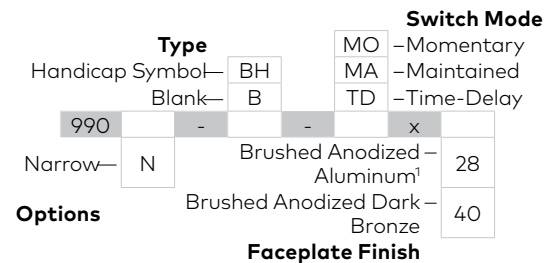 Switch Mode
Type MO –Momentary
Handicap Symbol— BH MA –Maintained
Blank— B TD –Time-Delay
990 - - x
Narrow— N Brushed Anodized – 28
Aluminum¹
Options Brushed Anodized Dark – 40
Bronze
Faceplate Finish